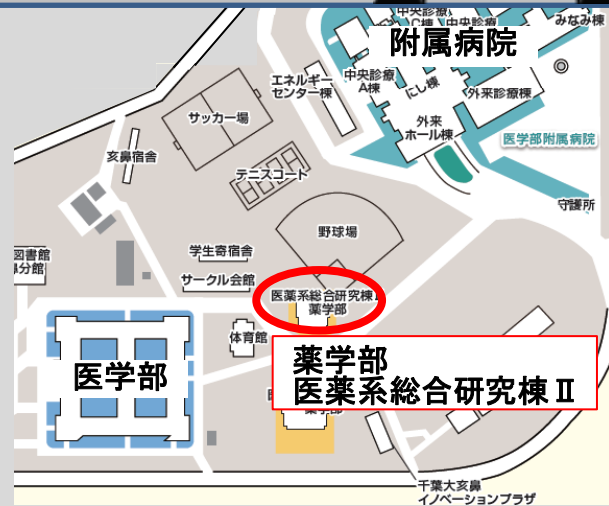 中央診療
C棟
中央診療
みなみ棟
附属病院
中央診療
A棟
にし棟
エネルギー
センター棟
外来診療棟
外来
ホール棟
サッカー場
医学部附属病院
亥鼻宿舎
テニスコート
守護所
野球場
図書館
分館
学生寄宿舎
サークル会館
医薬系総合研究棟
薬学部
体育館
医学部
薬学部
医薬系総合研究棟Ⅱ
千葉大亥鼻
イノベーションプラザ